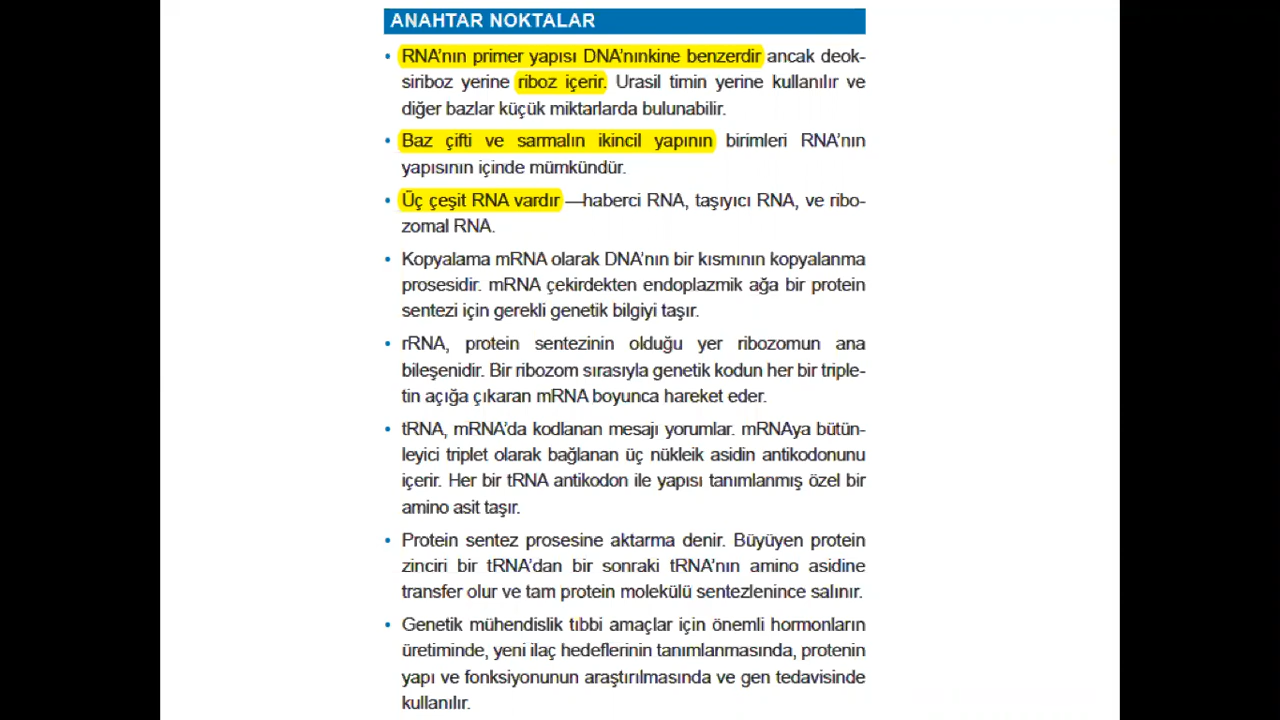 ANAHTAR NOKTALAR
• RNA’nın primer yapısı DNA’nınkine benzerdir ancak deok-
siriboz yerine riboz içerir. Urasil timin yerine kullanılır ve
diğer bazlar küçük miktarlarda bulunabilir.
• Baz çifti ve sarmalın ikincil yapının birimleri RNA’nın
yapısının içinde mümkündür.
• Üç çeşit RNA vardır —haberci RNA, taşıyıcı RNA, ve ribo-
zomal RNA.
• Kopyalama mRNA olarak DNA’nın bir kısmının kopyalanma
prosesidir. mRNA çekirdekten endoplazmik ağa bir protein
sentezi için gerekli genetik bilgiyi taşır.
• rRNA, protein sentezinin olduğu yer ribozomun ana
bileşenidir. Bir ribozom sırasıyla genetik kodun her bir triple-
tin açığa çıkaran mRNA boyunca hareket eder.
• tRNA, mRNA’da kodlanan mesajı yorumlar. mRNAya bütün-
leyici triplet olarak bağlanan üç nükleik asidin antikodonunu
içerir. Her bir tRNA antikodon ile yapısı tanımlanmış özel bir
amino asit taşır.
• Protein sentez prosesine aktarma denir. Büyüyen protein
zinciri bir tRNA’dan bir sonraki tRNA’nın amino asidine
transfer olur ve tam protein molekülü sentezlenince salınır.
• Genetik mühendislik tıbbi amaçlar için önemli hormonların
üretiminde, yeni ilaç hedeflerinin tanımlanmasında, protenin
yapı ve fonksiyonunun araştırılmasında ve gen tedavisinde
kullanılır.